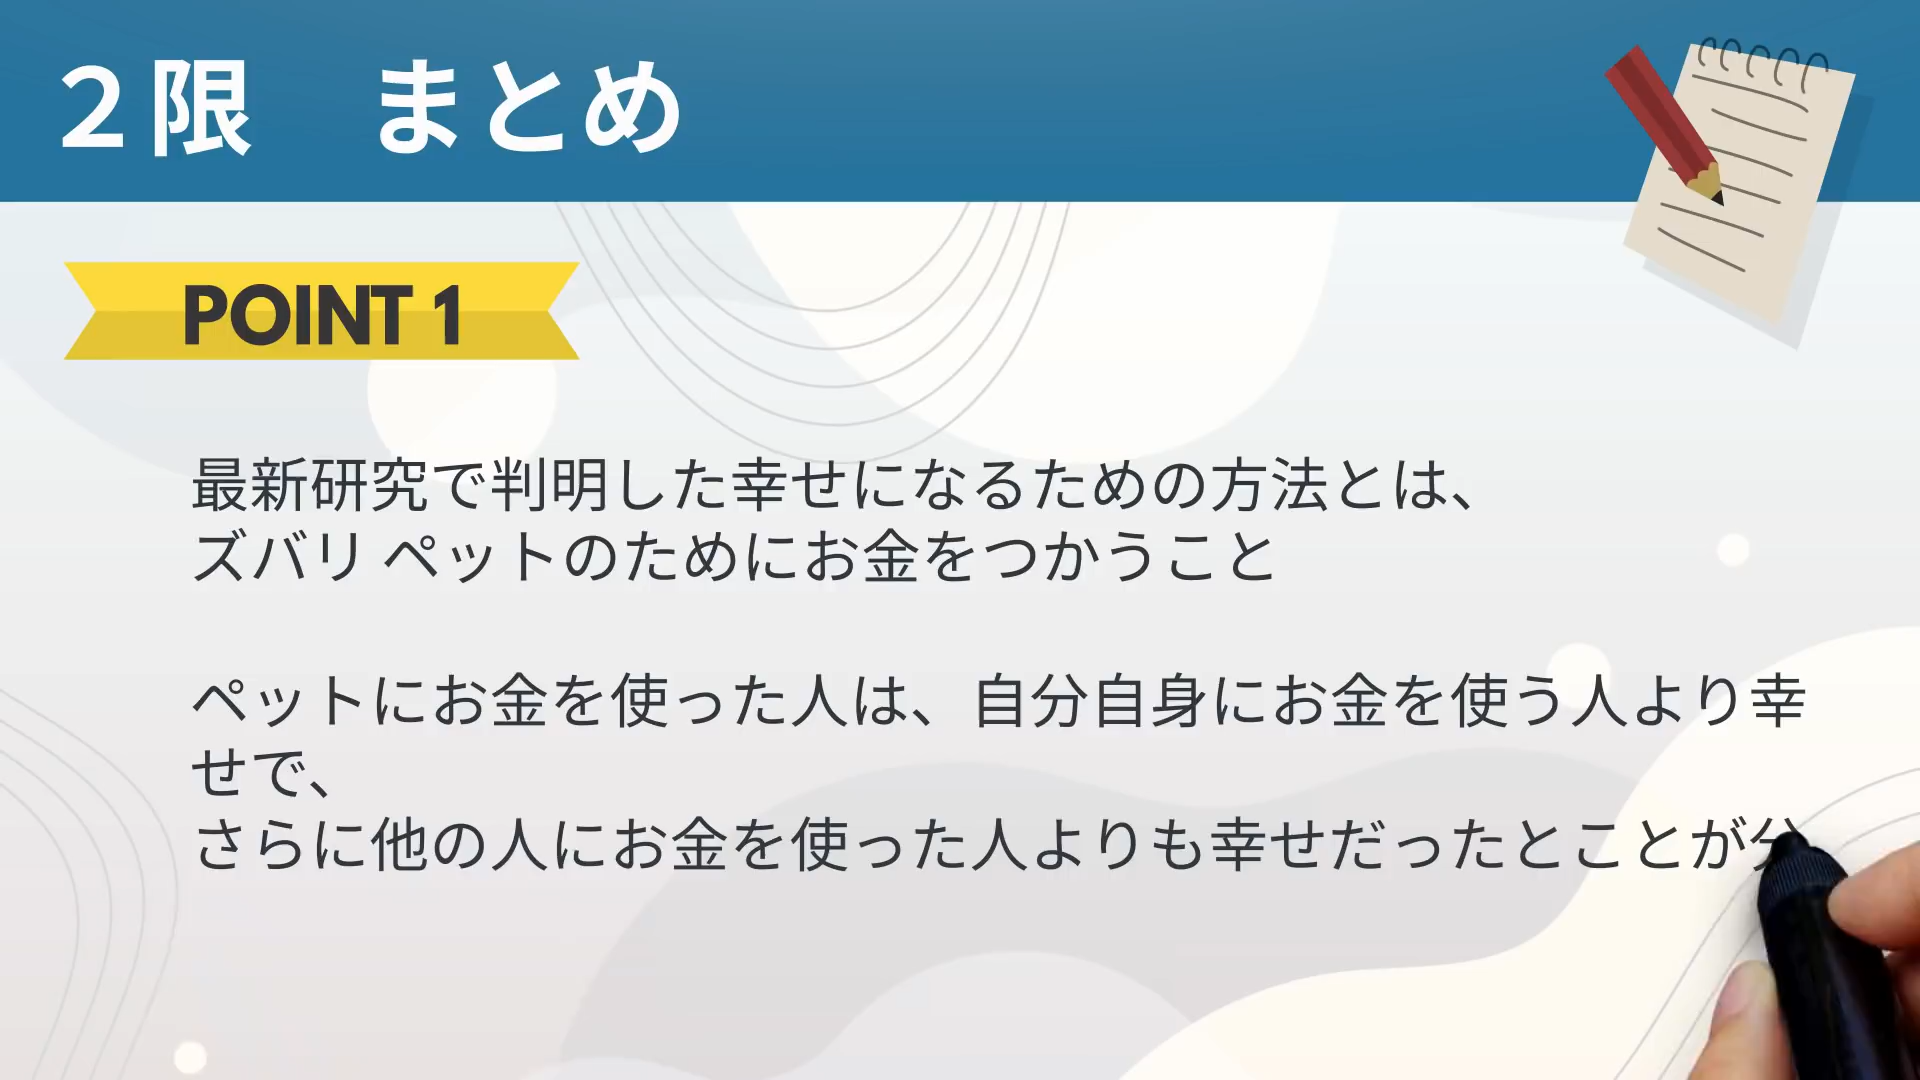 ２限　まとめ
POINT 1
最新研究で判明した幸せになるための方法とは、
ズバリ ペットのためにお金をつかうこと
ペットにお金を使った人は、自分自身にお金を使う人より幸
せで、
さらに他の人にお金を使った人よりも幸せだったとことが分